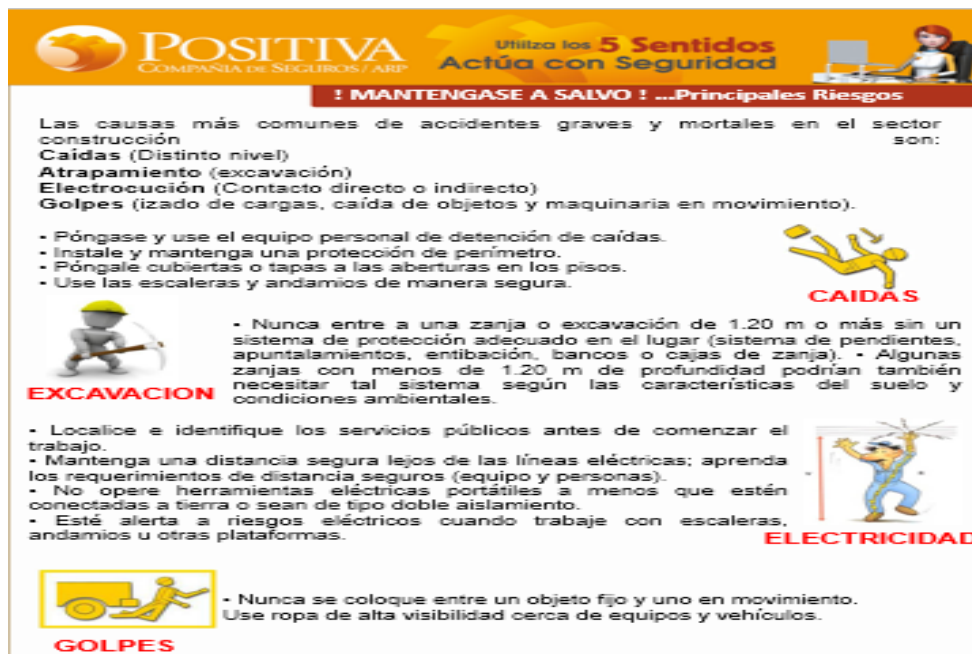 POSITIVA
COMPAÑIA DE SEGUROS / ARP
Utiliza los 5 Sentidos
Actúa con Seguridad
! MANTENGASE A SALVO ! ...Principales Riesgos
Las causas más comunes de accidentes graves y mortales en el sector
construcción son:
Caídas (Distinto nivel)
Atrapamiento (excavación)
Electrocución (Contacto directo o indirecto)
Golpes (izado de cargas, caída de objetos y maquinaria en movimiento).
- Póngase y use el equipo personal de detención de caídas.
- Instale y mantenga una protección de perímetro.
- Póngale cubiertas o tapas a las aberturas en los pisos.
- Use las escaleras y andamios de manera segura.
CAIDAS
- Nunca entre a una zanja o excavación de 1.20 m o más sin un
sistema de protección adecuado en el lugar (sistema de pendientes,
apuntalamientos, entibación, bancos o cajas de zanja). - Algunas
zanjas con menos de 1.20 m de profundidad podrían también
necesitar tal sistema según las características del suelo y
condiciones ambientales.
EXCAVACION
- Localice e identifique los servicios públicos antes de comenzar el
trabajo.
- Mantenga una distancia segura lejos de las líneas eléctricas; aprenda
los requerimientos de distancia seguros (equipo y personas).
- No opere herramientas eléctricas portátiles a menos que estén
conectadas a tierra o sean de tipo doble aislamiento.
- Esté alerta a riesgos eléctricos cuando trabaje con escaleras,
andamios u otras plataformas.
ELECTRICIDAD
- Nunca se coloque entre un objeto fijo y uno en movimiento.
Use ropa de alta visibilidad cerca de equipos y vehículos.
GOLPES